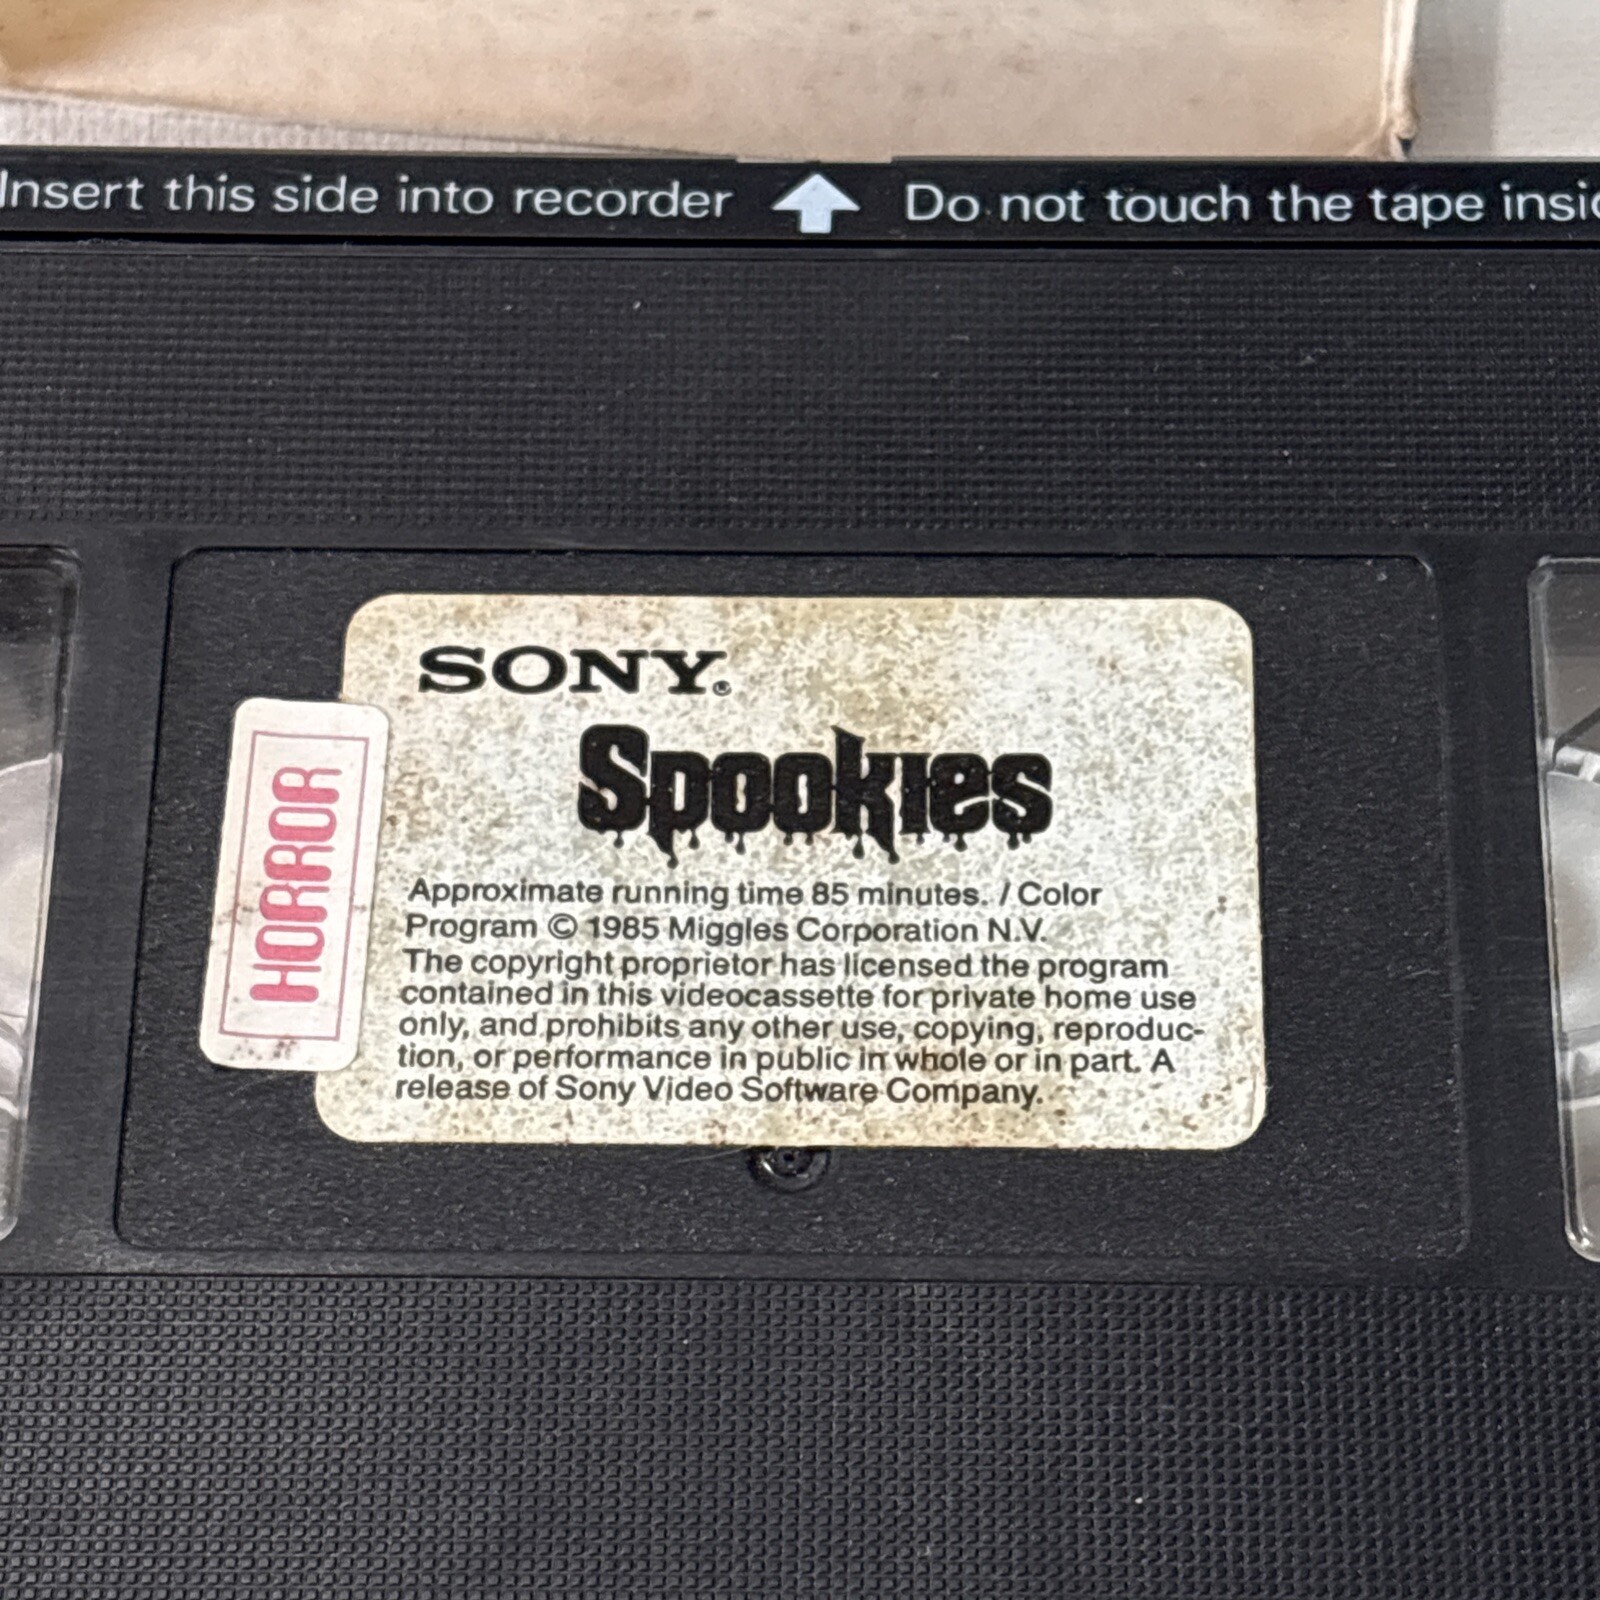 Insert this side into recorder
Do not touch the tape
SONY®
Spookies
HORROR
Approximate running time 85 minutes. / Color
Program © 1985 Miggles Corporation N.V.
The copyright proprietor has licensed the program
contained in this videocassette for private home use
only, and prohibits any other use, copying, reproduc-
tion, or performance in public in whole or in part. A
release of Sony Video Software Company.